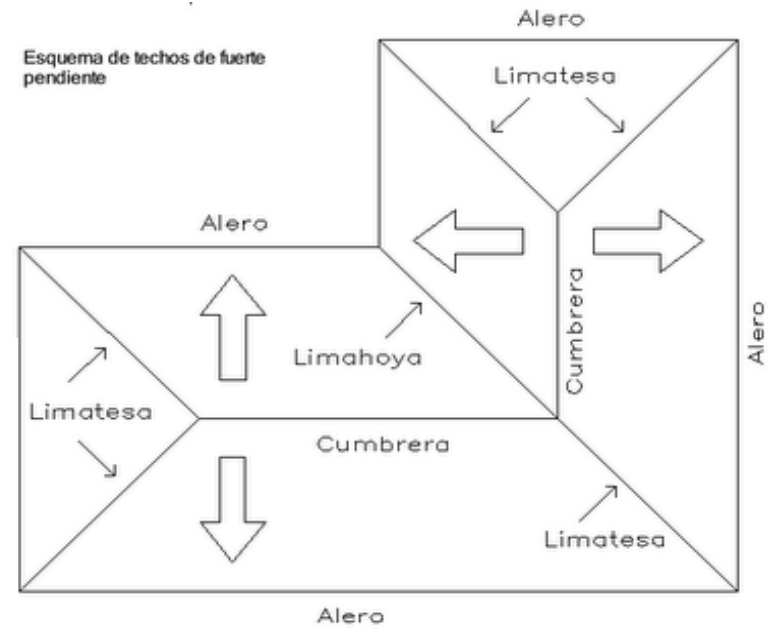 Alero
Esquema de techos de fuerte
pendiente
Limatesa
Alero
Cumbrera
Alero
Limahoya
Limatesa
Cumbrera
Limatesa
Alero